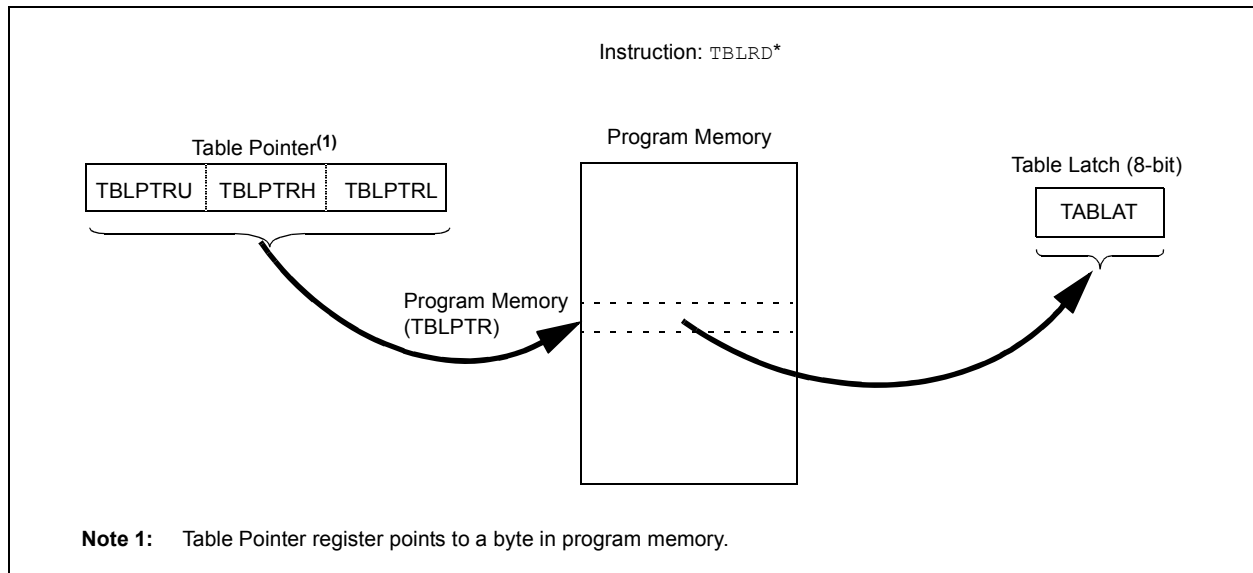 Instruction: TBLRD*
Table Pointer(1)
TBLPTRU TBLPTRH TBLPTRL
Program Memory
Table Latch (8-bit)
TABLAT
Program Memory
(TBLPTR)
Note 1: Table Pointer register points to a byte in program memory.